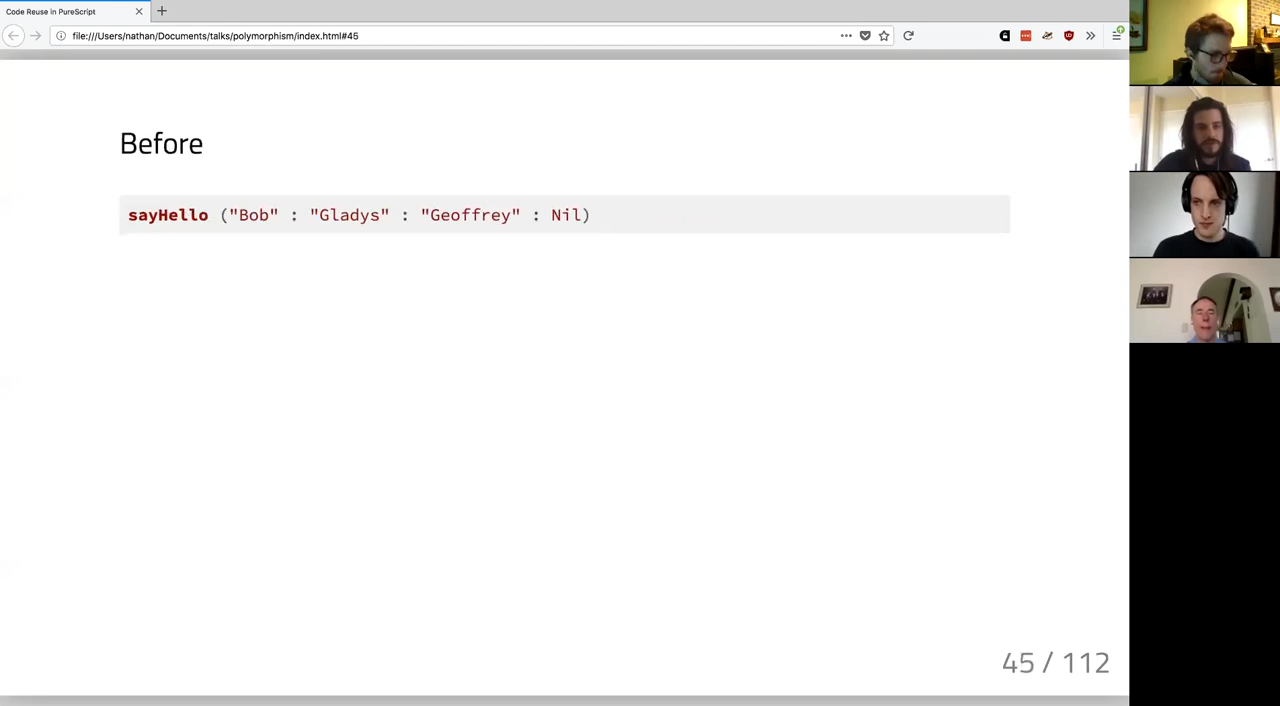 Code Reuse in PureScript
file:///Users/nathan/Documents/talks/polymorphism/index.html#45
Before
sayHello ("Bob" : "Gladys" : "Geoffrey" : Nil)
45 / 112